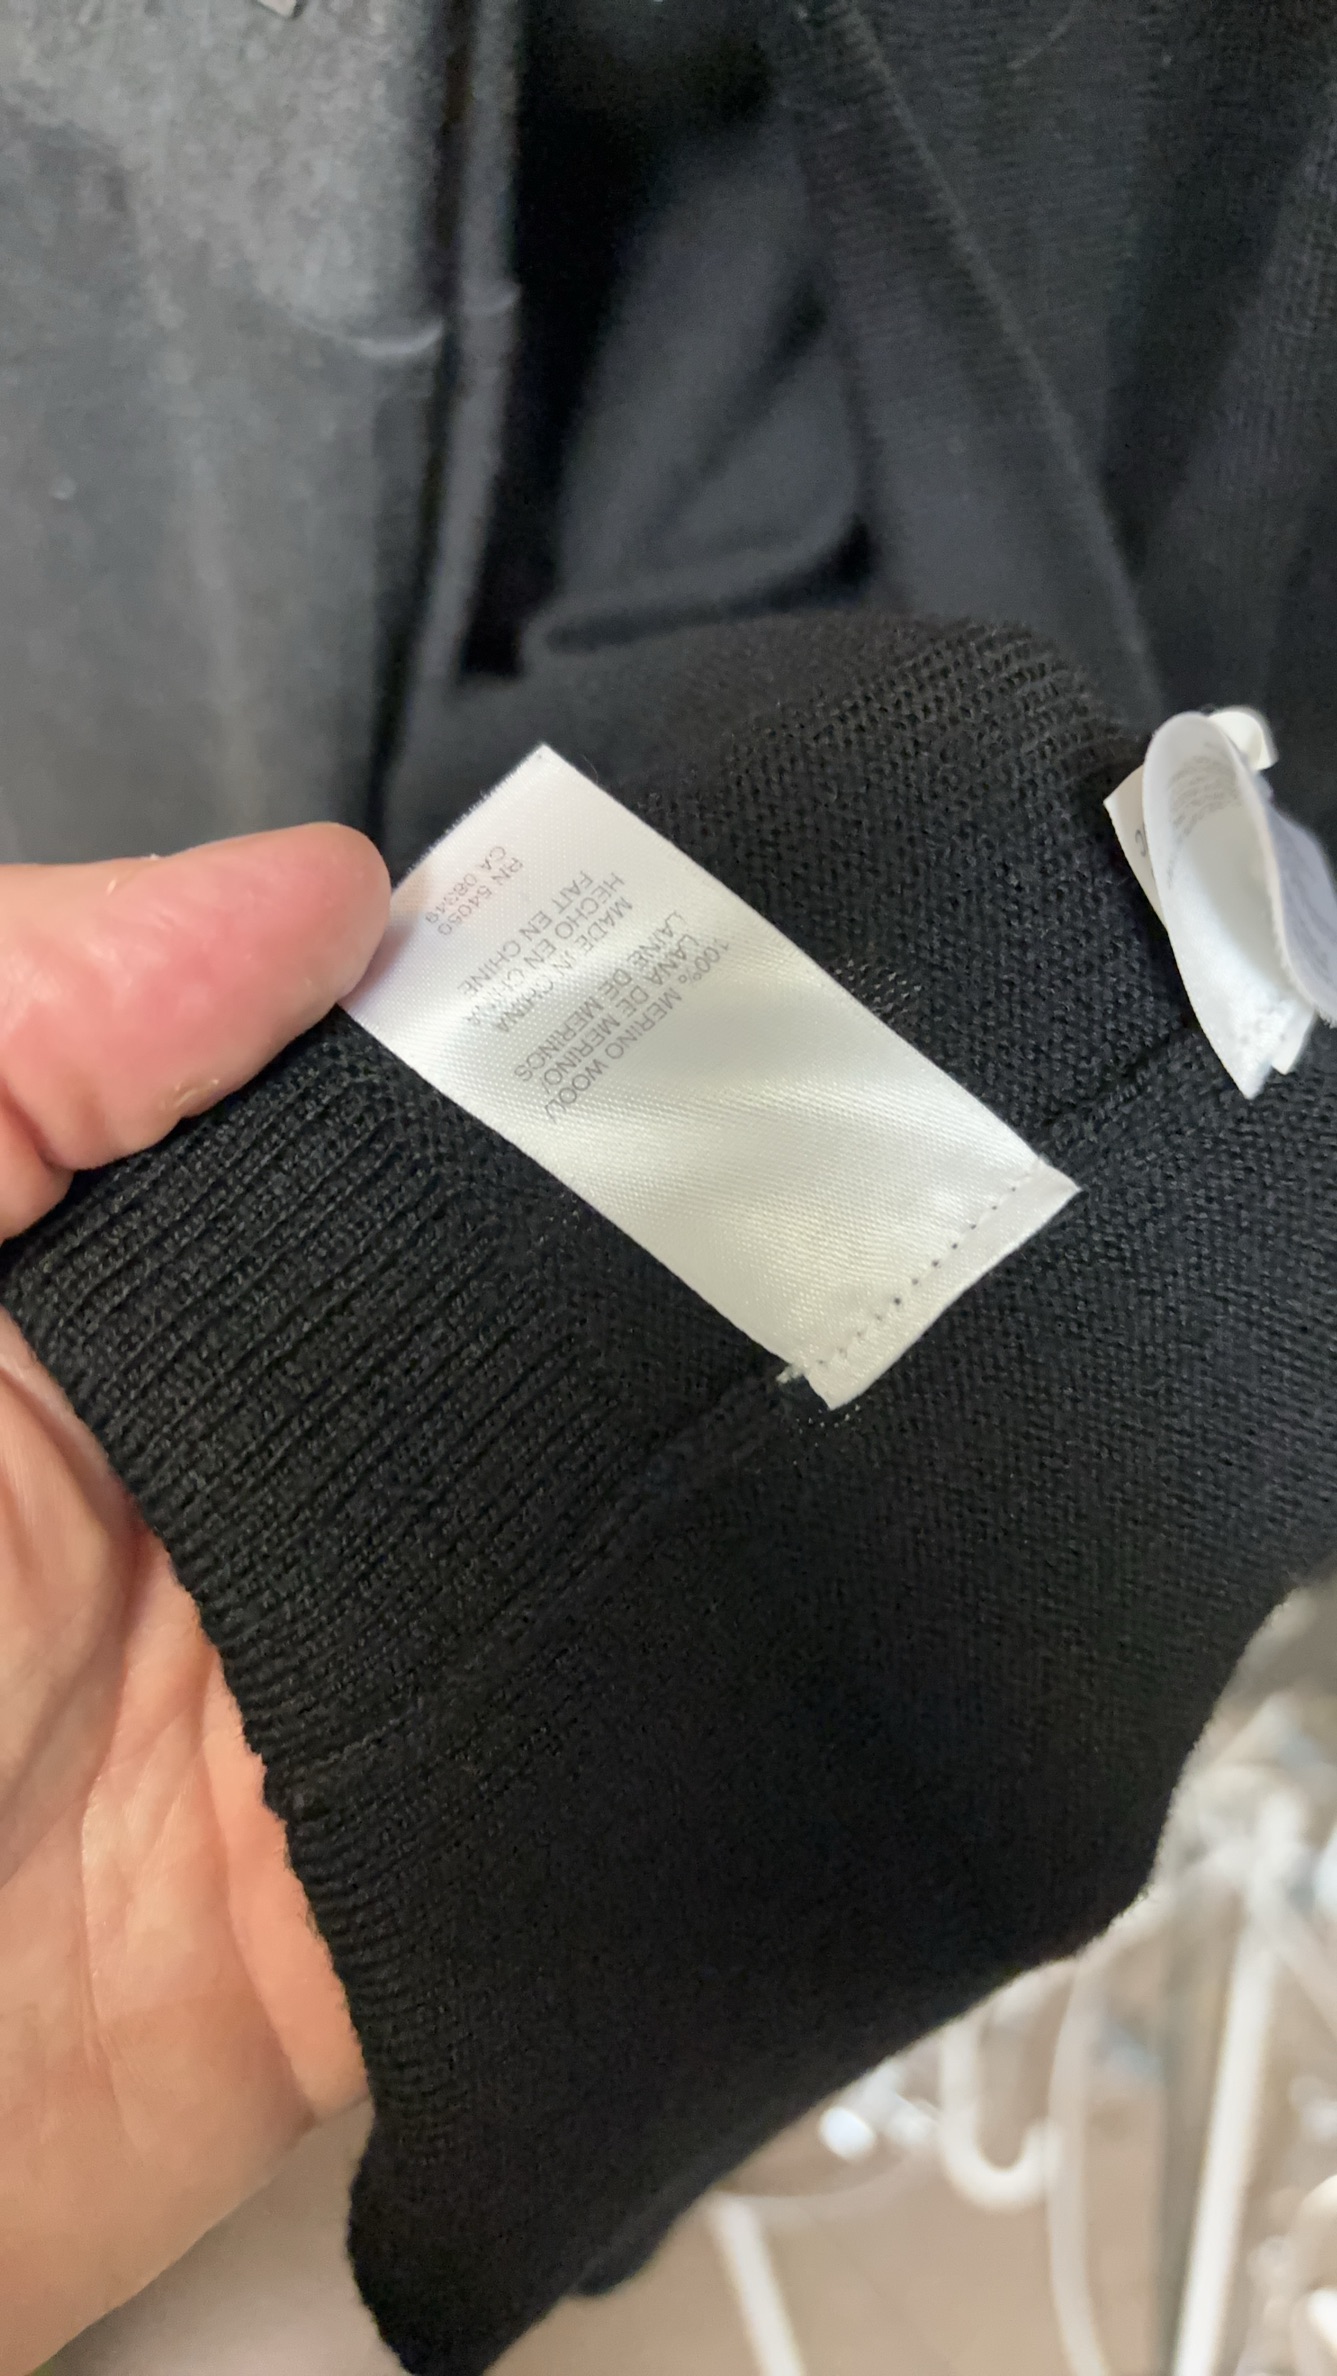 100% MERINO WOOL/
LANA DE MERINO/
LAINE DE MERINOS
MADE IN CHINA
HECHO EN CHINA
FAIT EN CHINE
RN 54050
CA 08349